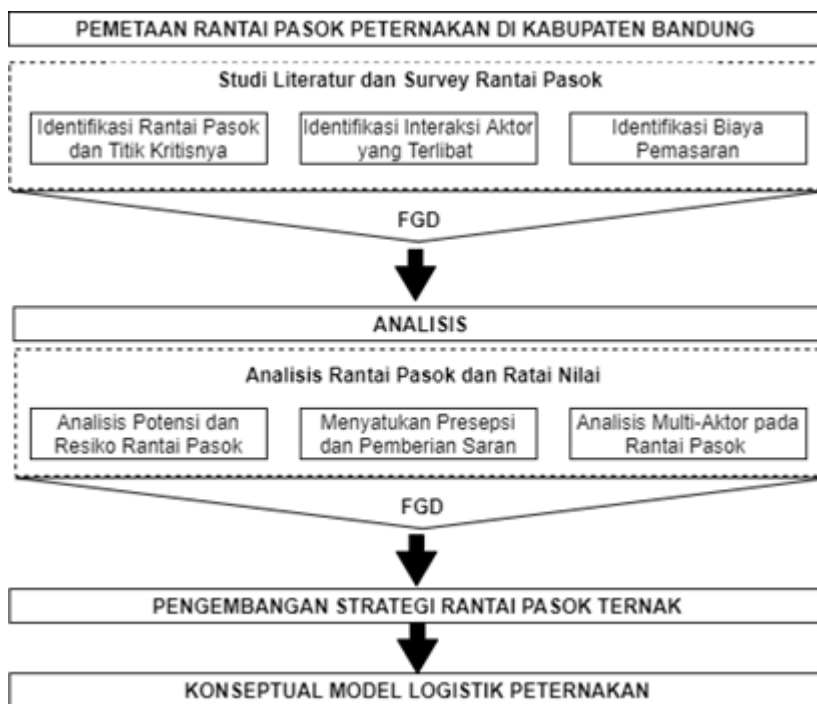 PEMETAAN RANTAI PASOK PETERNAKAN DI KABUPATEN BANDUNG
Studi Literatur dan Survey Rantai Pasok
Identifikasi Rantai Pasok
dan Titik Kritisnya
Identifikasi Interaksi Aktor
yang Terlibat
Identifikasi Biaya
Pemasaran
FGD
ANALISIS
Analisis Rantai Pasok dan Ratai Nilai
Analisis Potensi dan
Resiko Rantai Pasok
Menyatukan Presepsi
dan Pemberian Saran
Analisis Multi-Aktor pada
Rantai Pasok
FGD
PENGEMBANGAN STRATEGI RANTAI PASOK TERNAK
KONSEPTUAL MODEL LOGISTIK PETERNAKAN